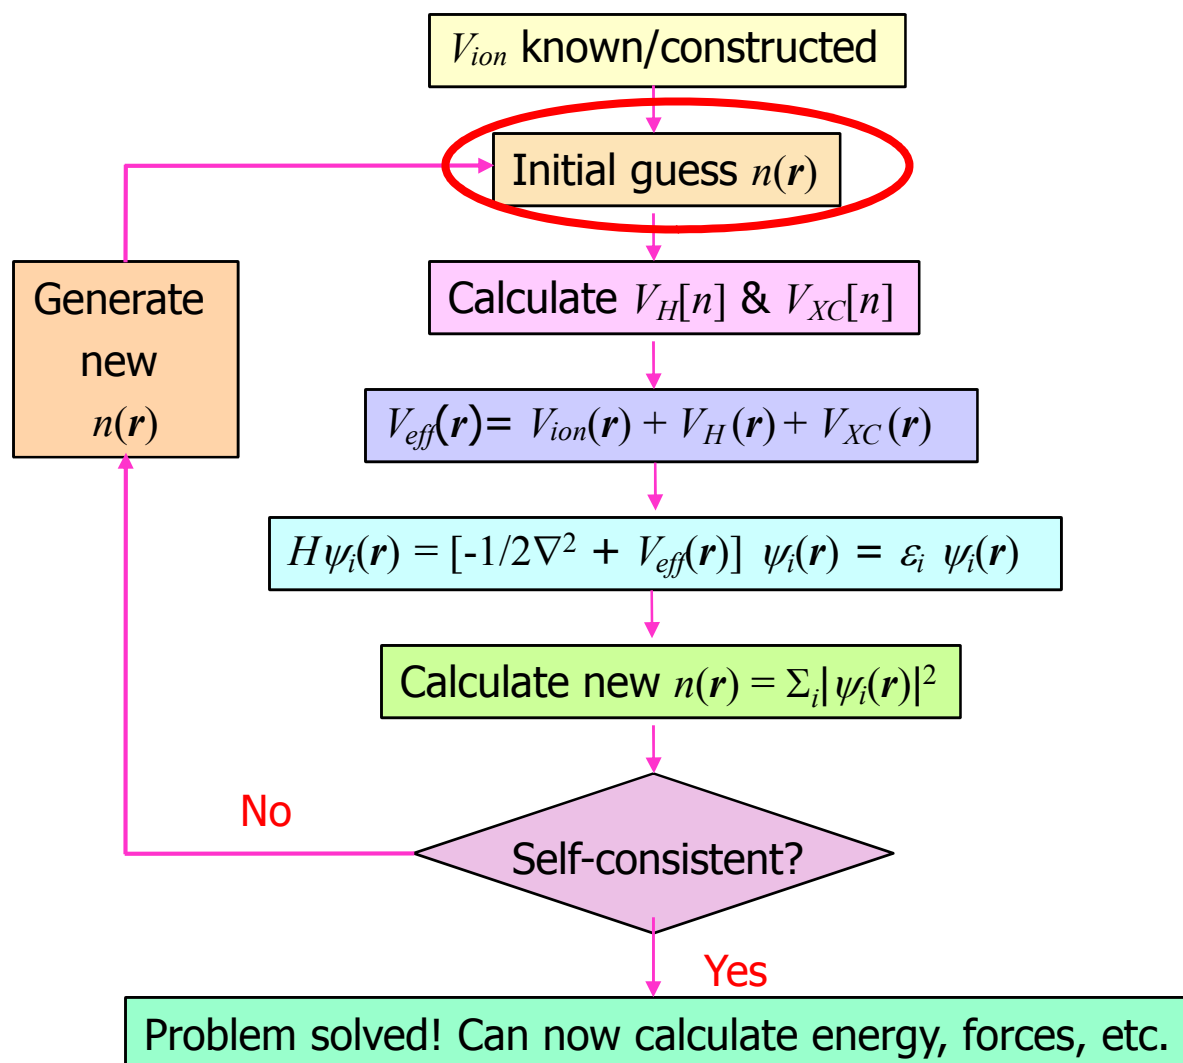 V_ion known/constructed
Initial guess n(r)
Generate
new
n(r)
Calculate V_H[n] & V_XC[n]
V_eff(r)= V_ion(r) + V_H(r) + V_XC(r)
Hψ_i(r) = [-1/2∇² + V_eff(r)] ψ_i(r) = ε_i ψ_i(r)
Calculate new n(r) = Σ_i|ψ_i(r)|²
No
Self-consistent?
Yes
Problem solved! Can now calculate energy, forces, etc.